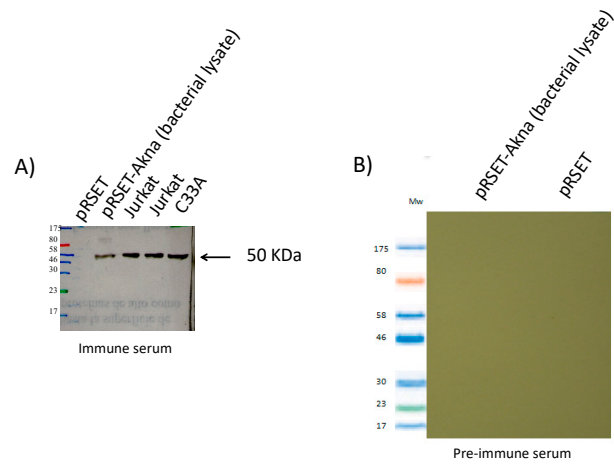 A)
pRSET
pRSET-Akna (bacterial lysate)
Jurkat
Jurkat
C33A
175
80
58
46
30
23
17
50 KDa
Immune serum
B)
pRSET-Akna (bacterial lysate)
pRSET
Mw
175
80
58
46
30
23
17
Pre-immune serum